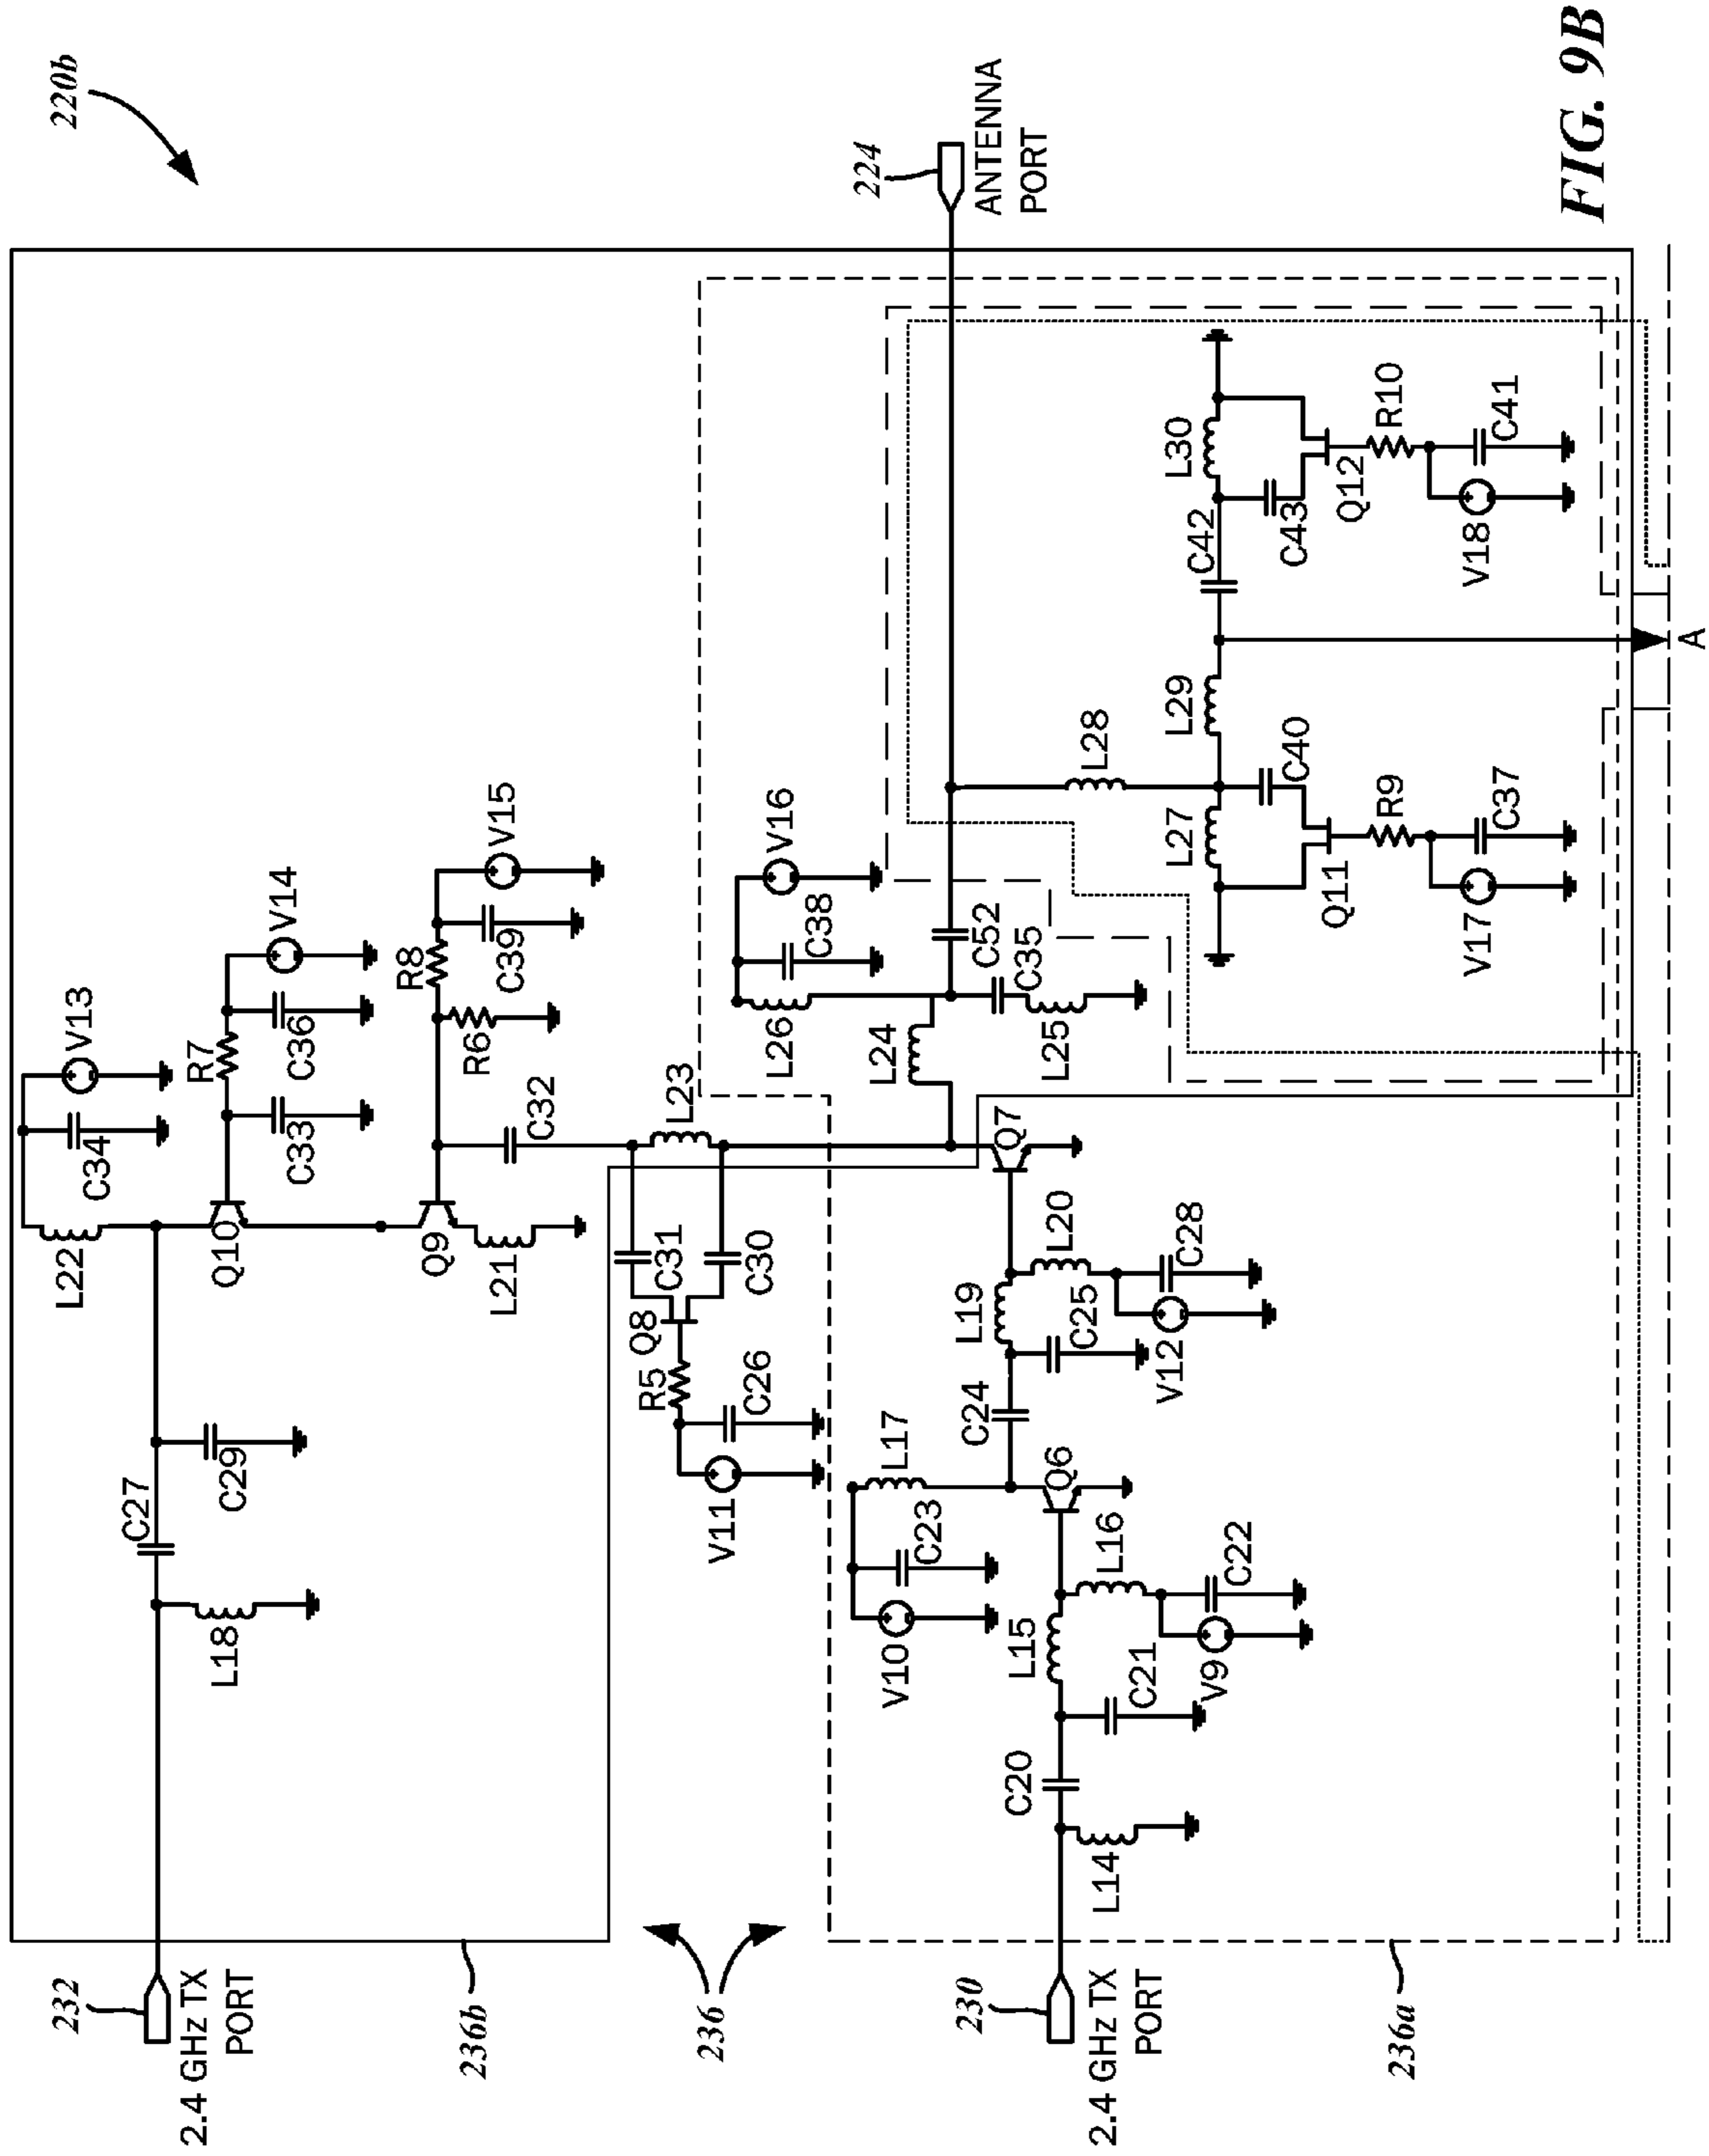 220b
232
2.4 GHz TX
PORT
L18
C27
C29
L22
C34
V13
Q10
C33
R7
C36
V14
Q9
L21
R6
R8
C39
V15
C32
L23
C31
C30
Q8
R5
C26
V11
236b
236
230
2.4 GHz TX
PORT
L14
C20
C21
L15
L16
V9
C22
Q6
V10
C23
L17
C24
C25
L19
L20
V12
C28
Q7
L24
L26
C38
V16
C52
C35
L25
L28
L27
L29
C40
Q11
R9
V17
C37
C42
L30
C43
Q12
R10
V18
C41
224
ANTENNA
PORT
A
236a
FIG. 9B